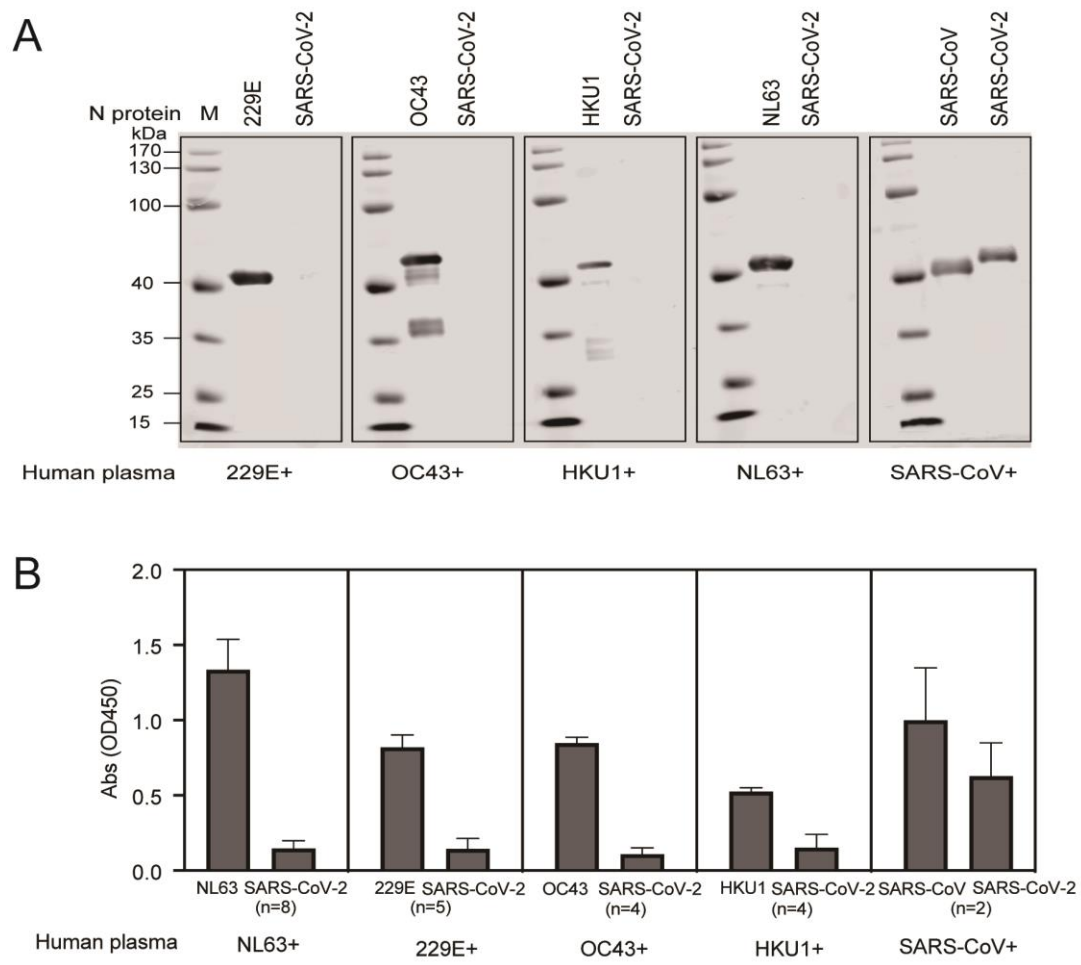 A
N protein M 229E SARS-CoV-2 OC43 SARS-CoV-2 HKU1 SARS-CoV-2 NL63 SARS-CoV-2 SARS-CoV SARS-CoV-2
kDa
170
130
100
40
35
25
15
Human plasma 229E+ OC43+ HKU1+ NL63+ SARS-CoV+
B
2.0
1.5
1.0
0.5
0.0
Abs (OD450)
NL63 SARS-CoV-2 229E SARS-CoV-2 OC43 SARS-CoV-2 HKU1 SARS-CoV-2 SARS-CoV SARS-CoV-2
(n=8) (n=5) (n=4) (n=4) (n=2)
Human plasma NL63+ 229E+ OC43+ HKU1+ SARS-CoV+